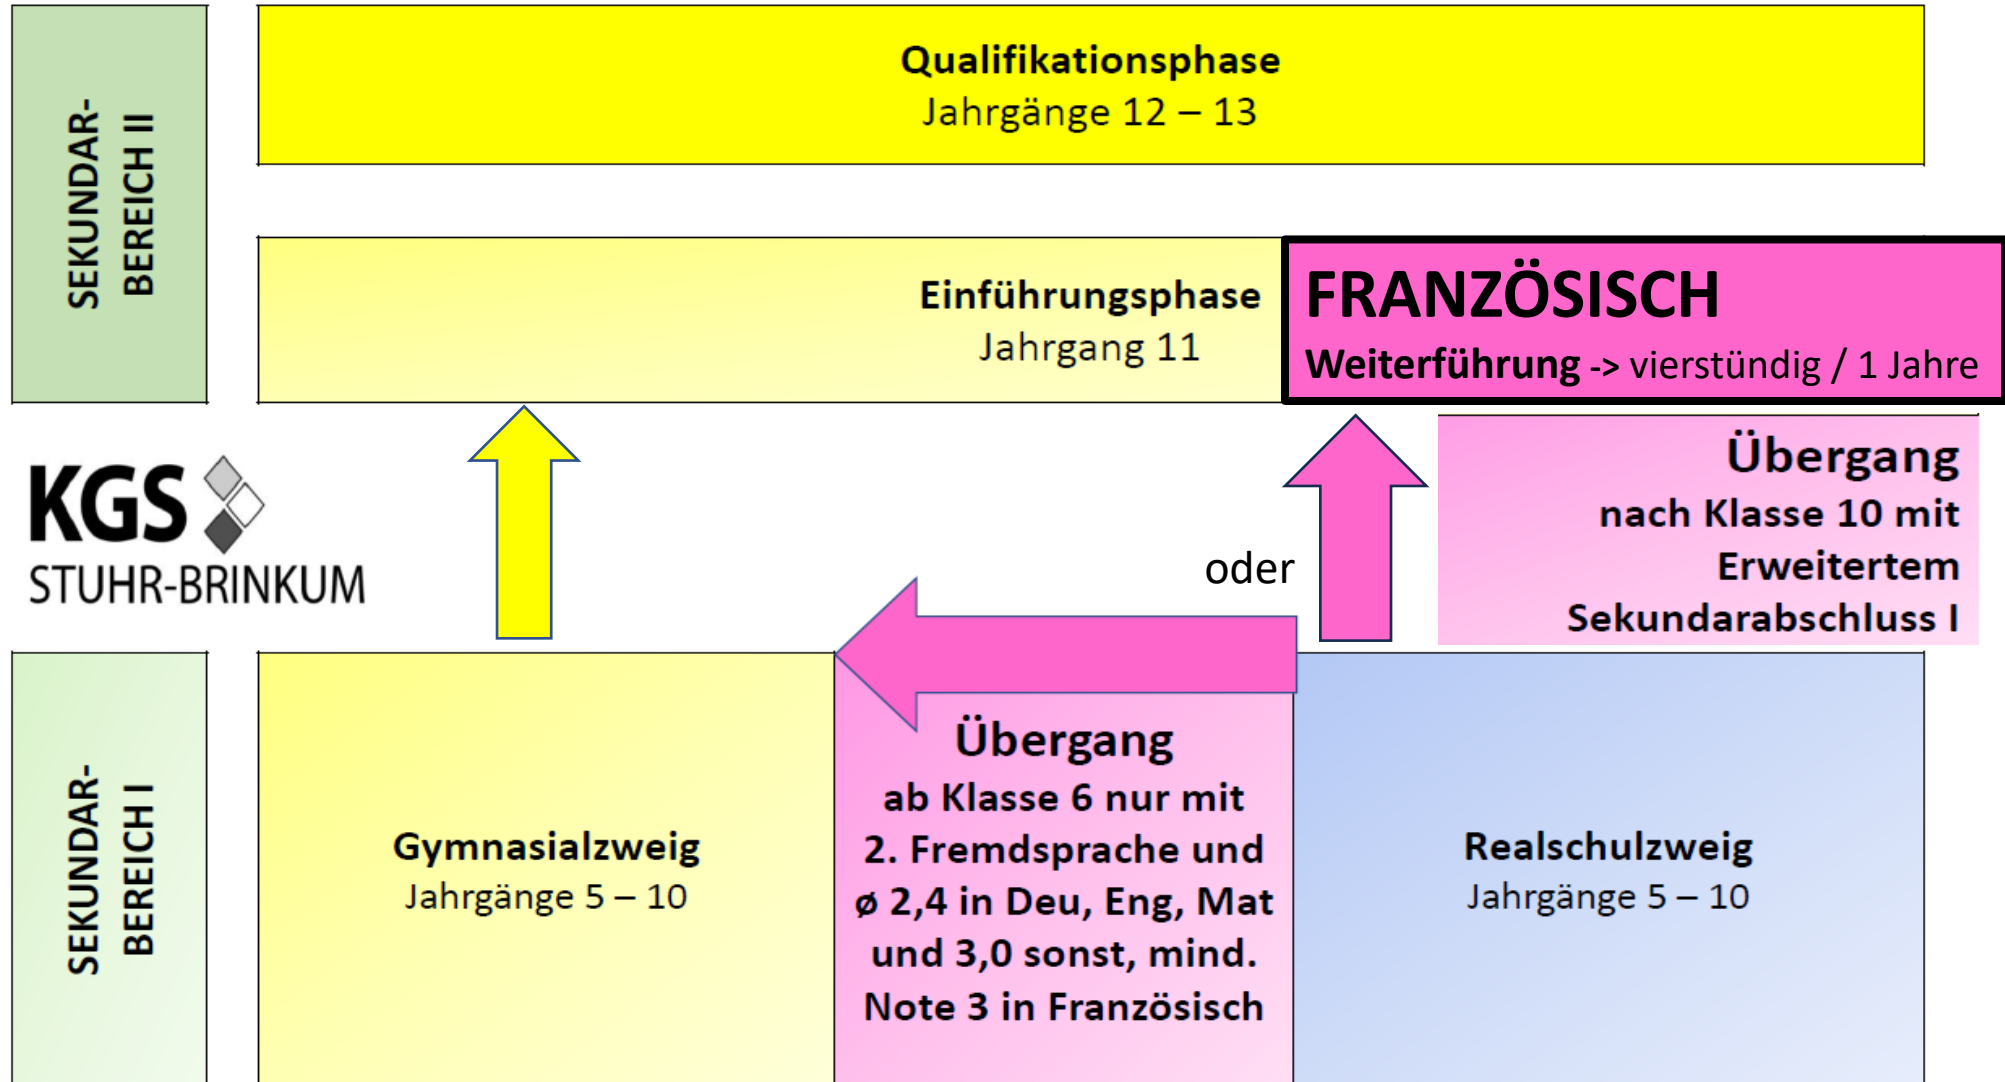 SEKUNDAR-
BEREICH II
Qualifikationsphase
Jahrgänge 12 – 13
Einführungsphase
Jahrgang 11
FRANZÖSISCH
Weiterführung -> vierstündig / 1 Jahre
KGS
STUHR-BRINKUM
oder
Übergang
nach Klasse 10 mit
Erweitertem
Sekundarabschluss I
SEKUNDAR-
BEREICH I
Gymnasialzweig
Jahrgänge 5 – 10
Übergang
ab Klasse 6 nur mit
2. Fremdsprache und
ø 2,4 in Deu, Eng, Mat
und 3,0 sonst, mind.
Note 3 in Französisch
Realschulzweig
Jahrgänge 5 – 10